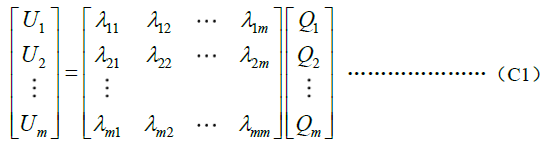 [U₁] [λ₁₁ λ₁₂ ⋯ λ₁ₘ] [Q₁]
[U₂] = [λ₂₁ λ₂₂ ⋯ λ₂ₘ] [Q₂] …………………… （C1）
[⋮] [⋮] [⋮]
[Uₘ] [λₘ₁ λₘ₂ ⋯ λₘₘ] [Qₘ]